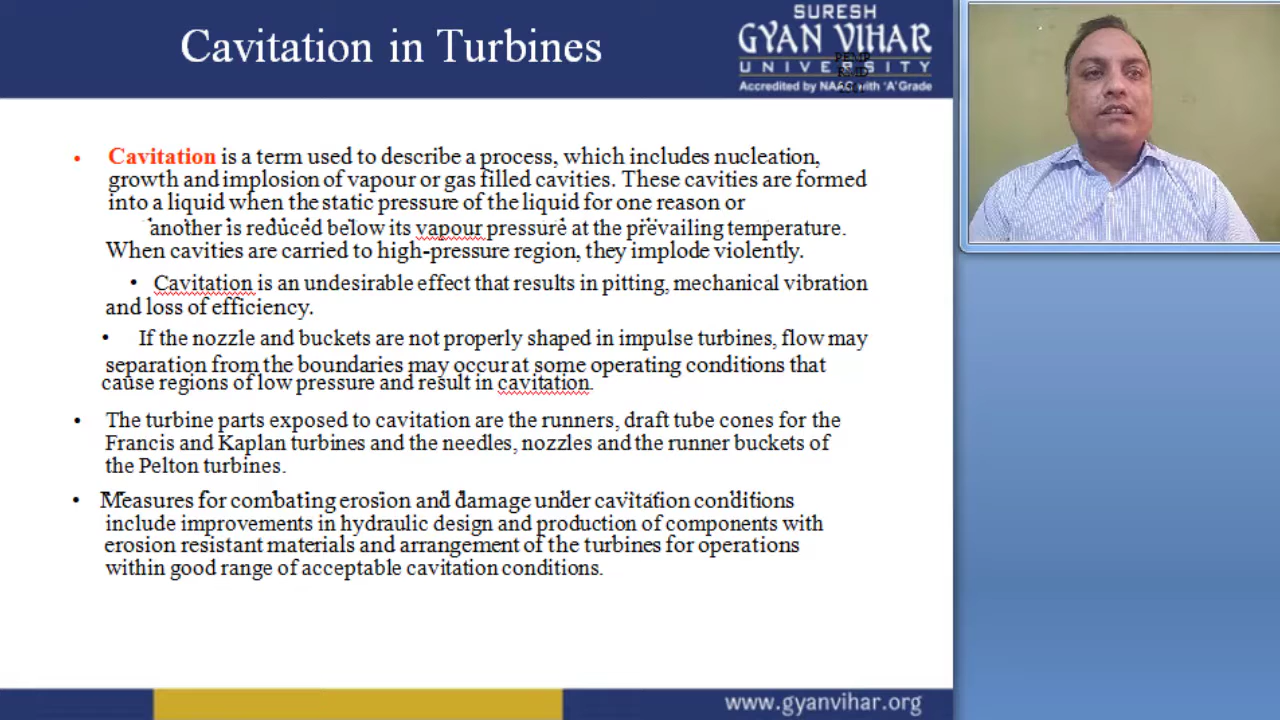 Cavitation in Turbines
SURESH
GYAN VIHAR
UNIVERSITY
Accredited by NAAC with 'A' Grade
• Cavitation is a term used to describe a process, which includes nucleation,
growth and implosion of vapour or gas filled cavities. These cavities are formed
into a liquid when the static pressure of the liquid for one reason or
another is reduced below its vapour pressure at the prevailing temperature.
When cavities are carried to high-pressure region, they implode violently.
• Cavitation is an undesirable effect that results in pitting, mechanical vibration
and loss of efficiency.
• If the nozzle and buckets are not properly shaped in impulse turbines, flow may
separation from the boundaries may occur at some operating conditions that
cause regions of low pressure and result in cavitation.
• The turbine parts exposed to cavitation are the runners, draft tube cones for the
Francis and Kaplan turbines and the needles, nozzles and the runner buckets of
the Pelton turbines.
• Measures for combating erosion and damage under cavitation conditions
include improvements in hydraulic design and production of components with
erosion resistant materials and arrangement of the turbines for operations
within good range of acceptable cavitation conditions.
www.gyanvihar.org